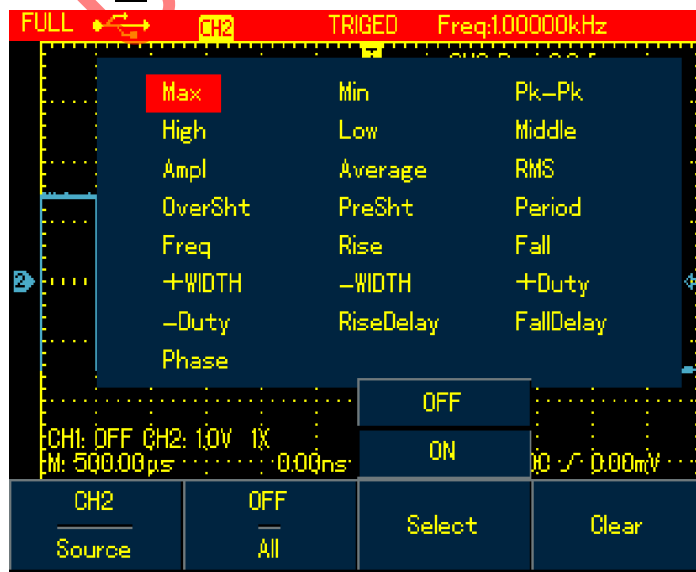 FULL CH2 TRIGED Freq:1.00000kHz
T
Max Min Pk-Pk
High Low Middle
Ampl Average RMS
OverSht PreSht Period
Freq Rise Fall
2 +WIDTH -WIDTH +Duty
-Duty RiseDelay FallDelay
Phase
OFF
CH1: OFF CH2: 1.0V 1X
ON
M: 500.00μs 0.00ns 0.00mV
CH2 OFF Select Clear
Source All